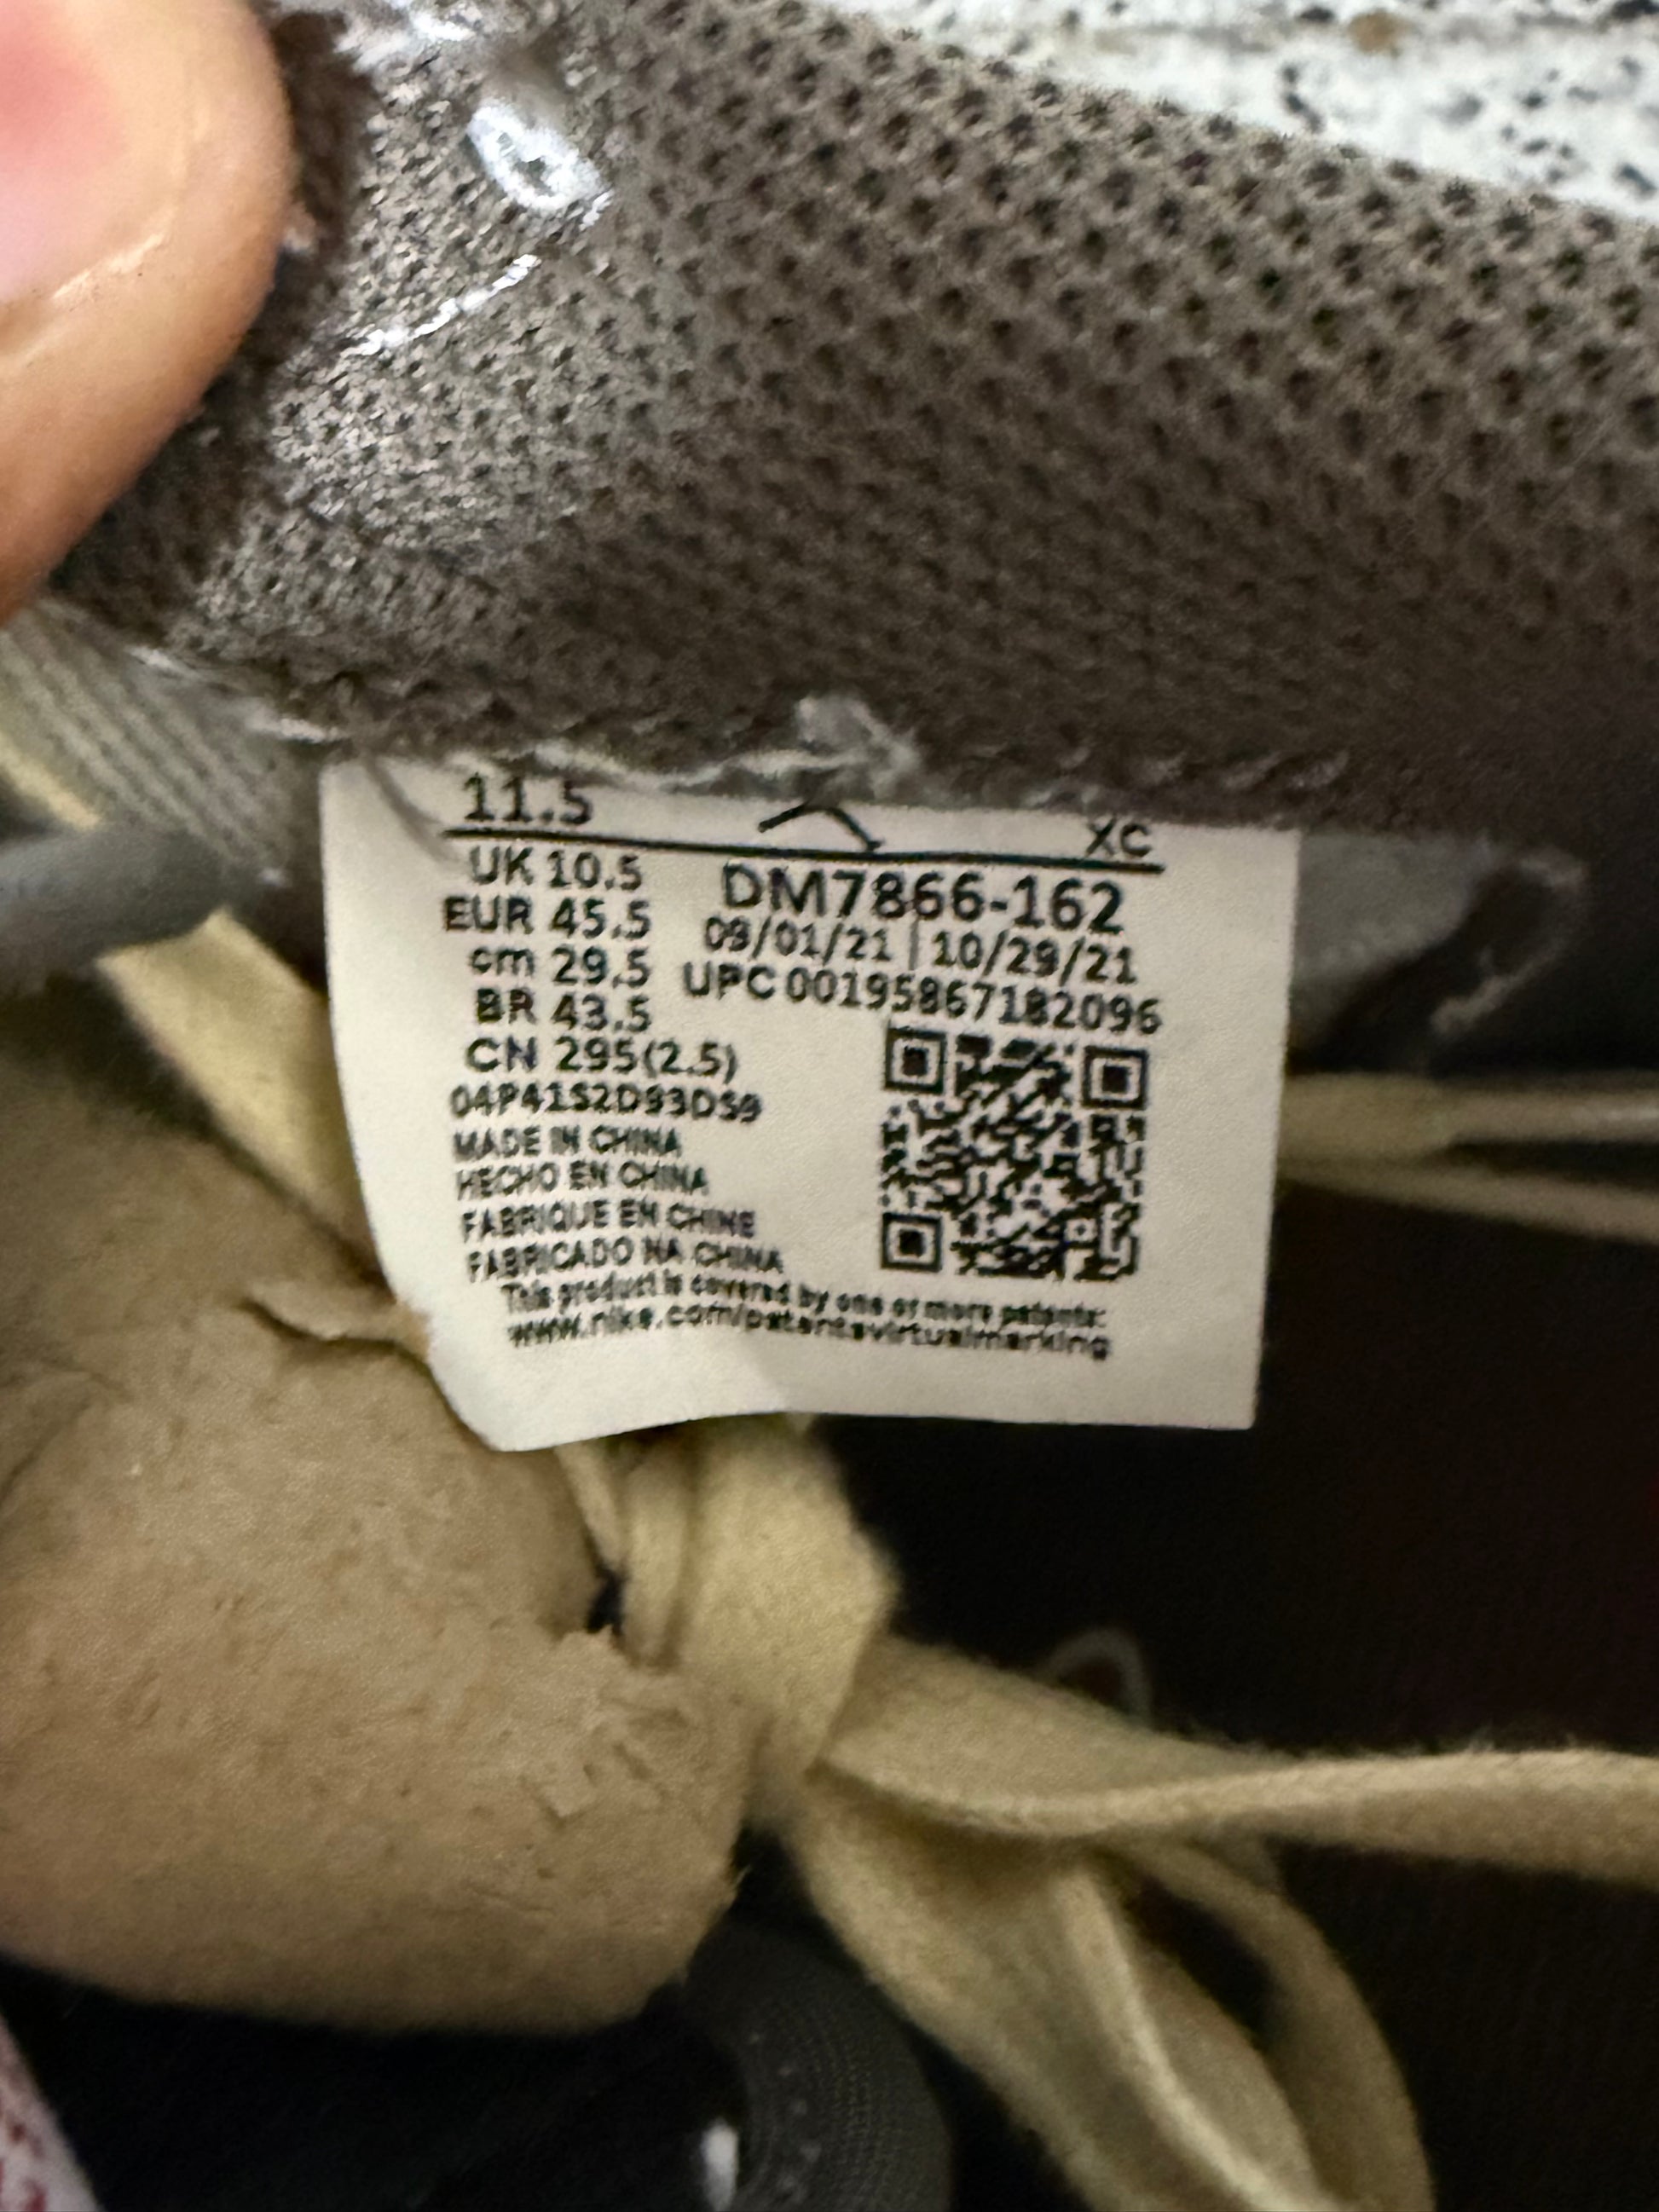 11.5 XC
UK 10.5
EUR 45.5
cm 29.5
BR 43.5
CN 295(2.5)
04P41S2D93DS9
MADE IN CHINA
HECHO EN CHINA
FABRIQUE EN CHINE
FABRICADO NA CHINA
DM7866-162
09/01/21 | 10/29/21
UPC 00195867182096
This product is covered by one or more patents:
www.nike.com/patentsvirtualmarking